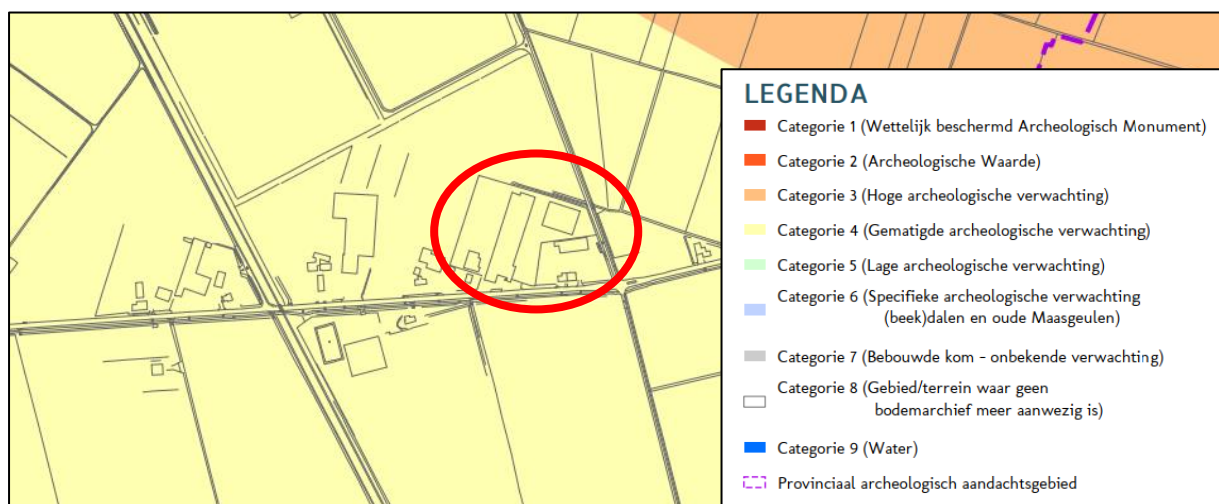 LEGENDA
Categorie 1 (Wettelijk beschermd Archeologisch Monument)
Categorie 2 (Archeologische Waarde)
Categorie 3 (Hoge archeologische verwachting)
Categorie 4 (Gematigde archeologische verwachting)
Categorie 5 (Lage archeologische verwachting)
Categorie 6 (Specifieke archeologische verwachting
(beek)dalen en oude Maasgeulen)
Categorie 7 (Bebouwde kom - onbekende verwachting)
Categorie 8 (Gebied/terrein waar geen
bodemarchief meer aanwezig is)
Categorie 9 (Water)
Provinciaal archeologisch aandachtsgebied